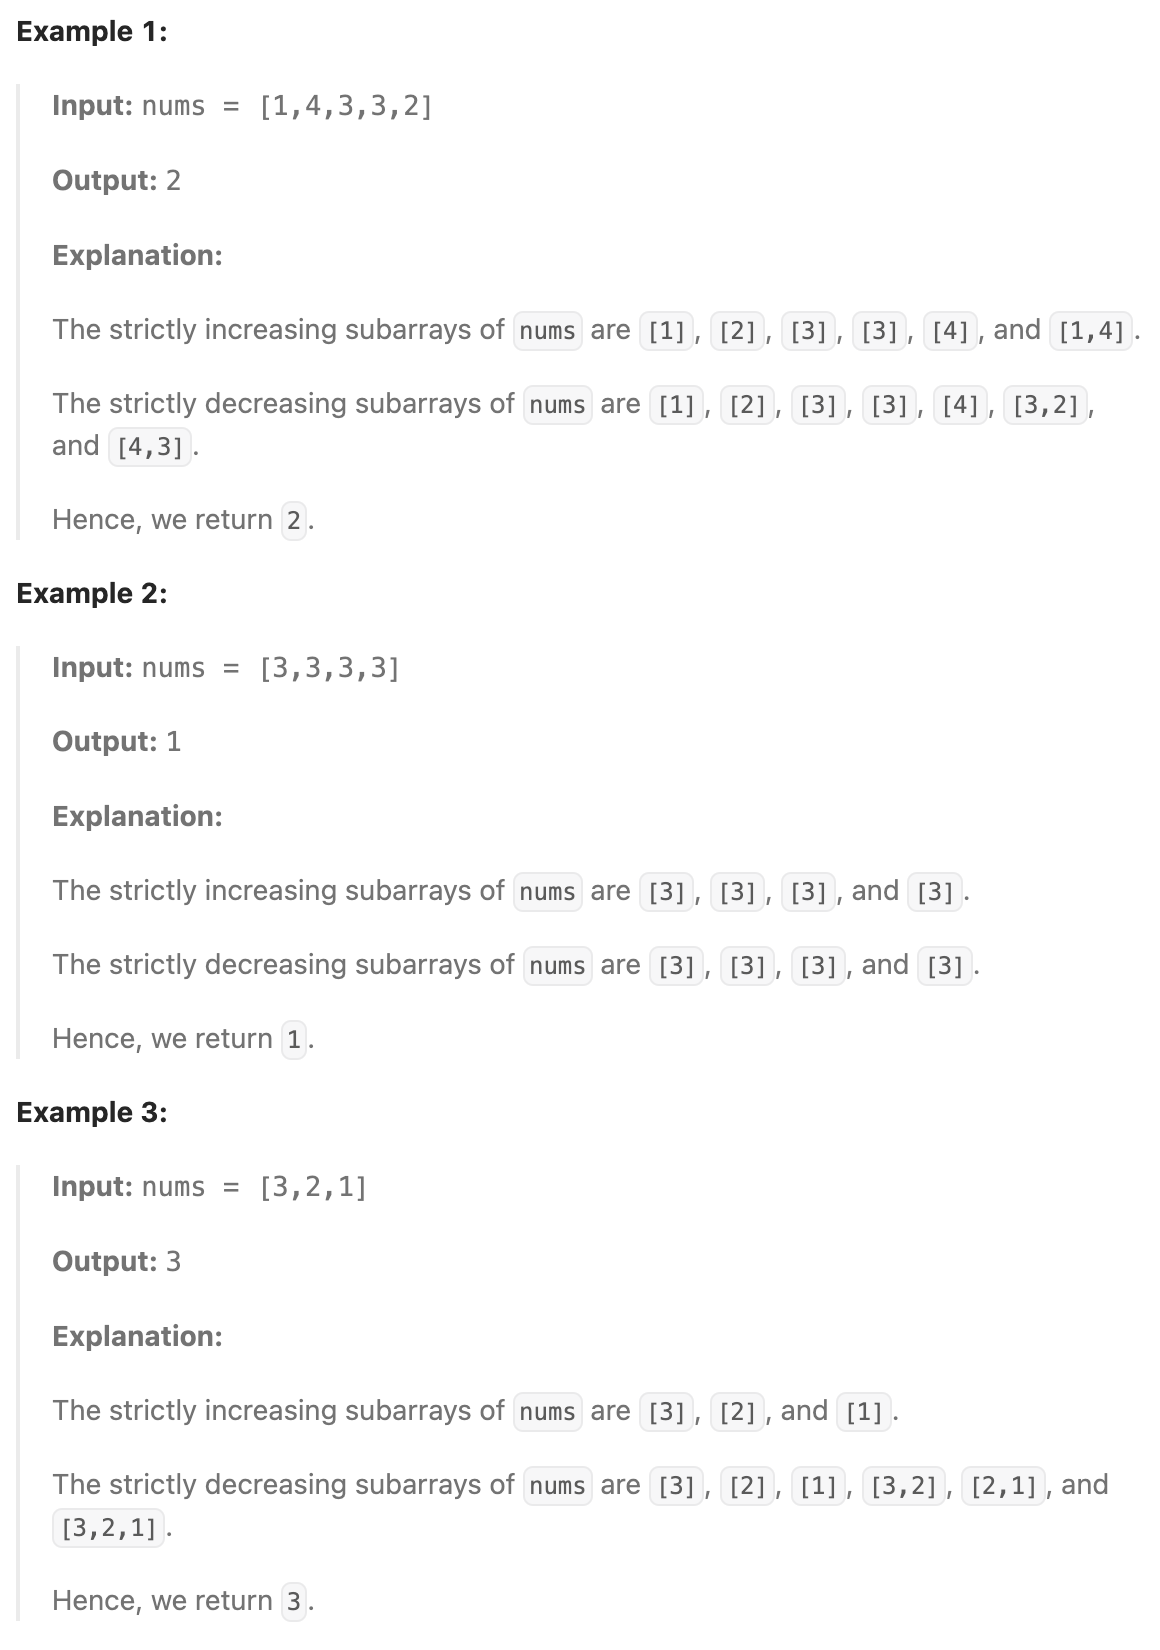 Example 1:
Input: nums = [1,4,3,3,2]
Output: 2
Explanation:
The strictly increasing subarrays of nums are [1], [2], [3], [3], [4], and [1,4].
The strictly decreasing subarrays of nums are [1], [2], [3], [3], [4], [3,2],
and [4,3].
Hence, we return 2.
Example 2:
Input: nums = [3,3,3,3]
Output: 1
Explanation:
The strictly increasing subarrays of nums are [3], [3], [3], and [3].
The strictly decreasing subarrays of nums are [3], [3], [3], and [3].
Hence, we return 1.
Example 3:
Input: nums = [3,2,1]
Output: 3
Explanation:
The strictly increasing subarrays of nums are [3], [2], and [1].
The strictly decreasing subarrays of nums are [3], [2], [1], [3,2], [2,1], and
[3,2,1].
Hence, we return 3.